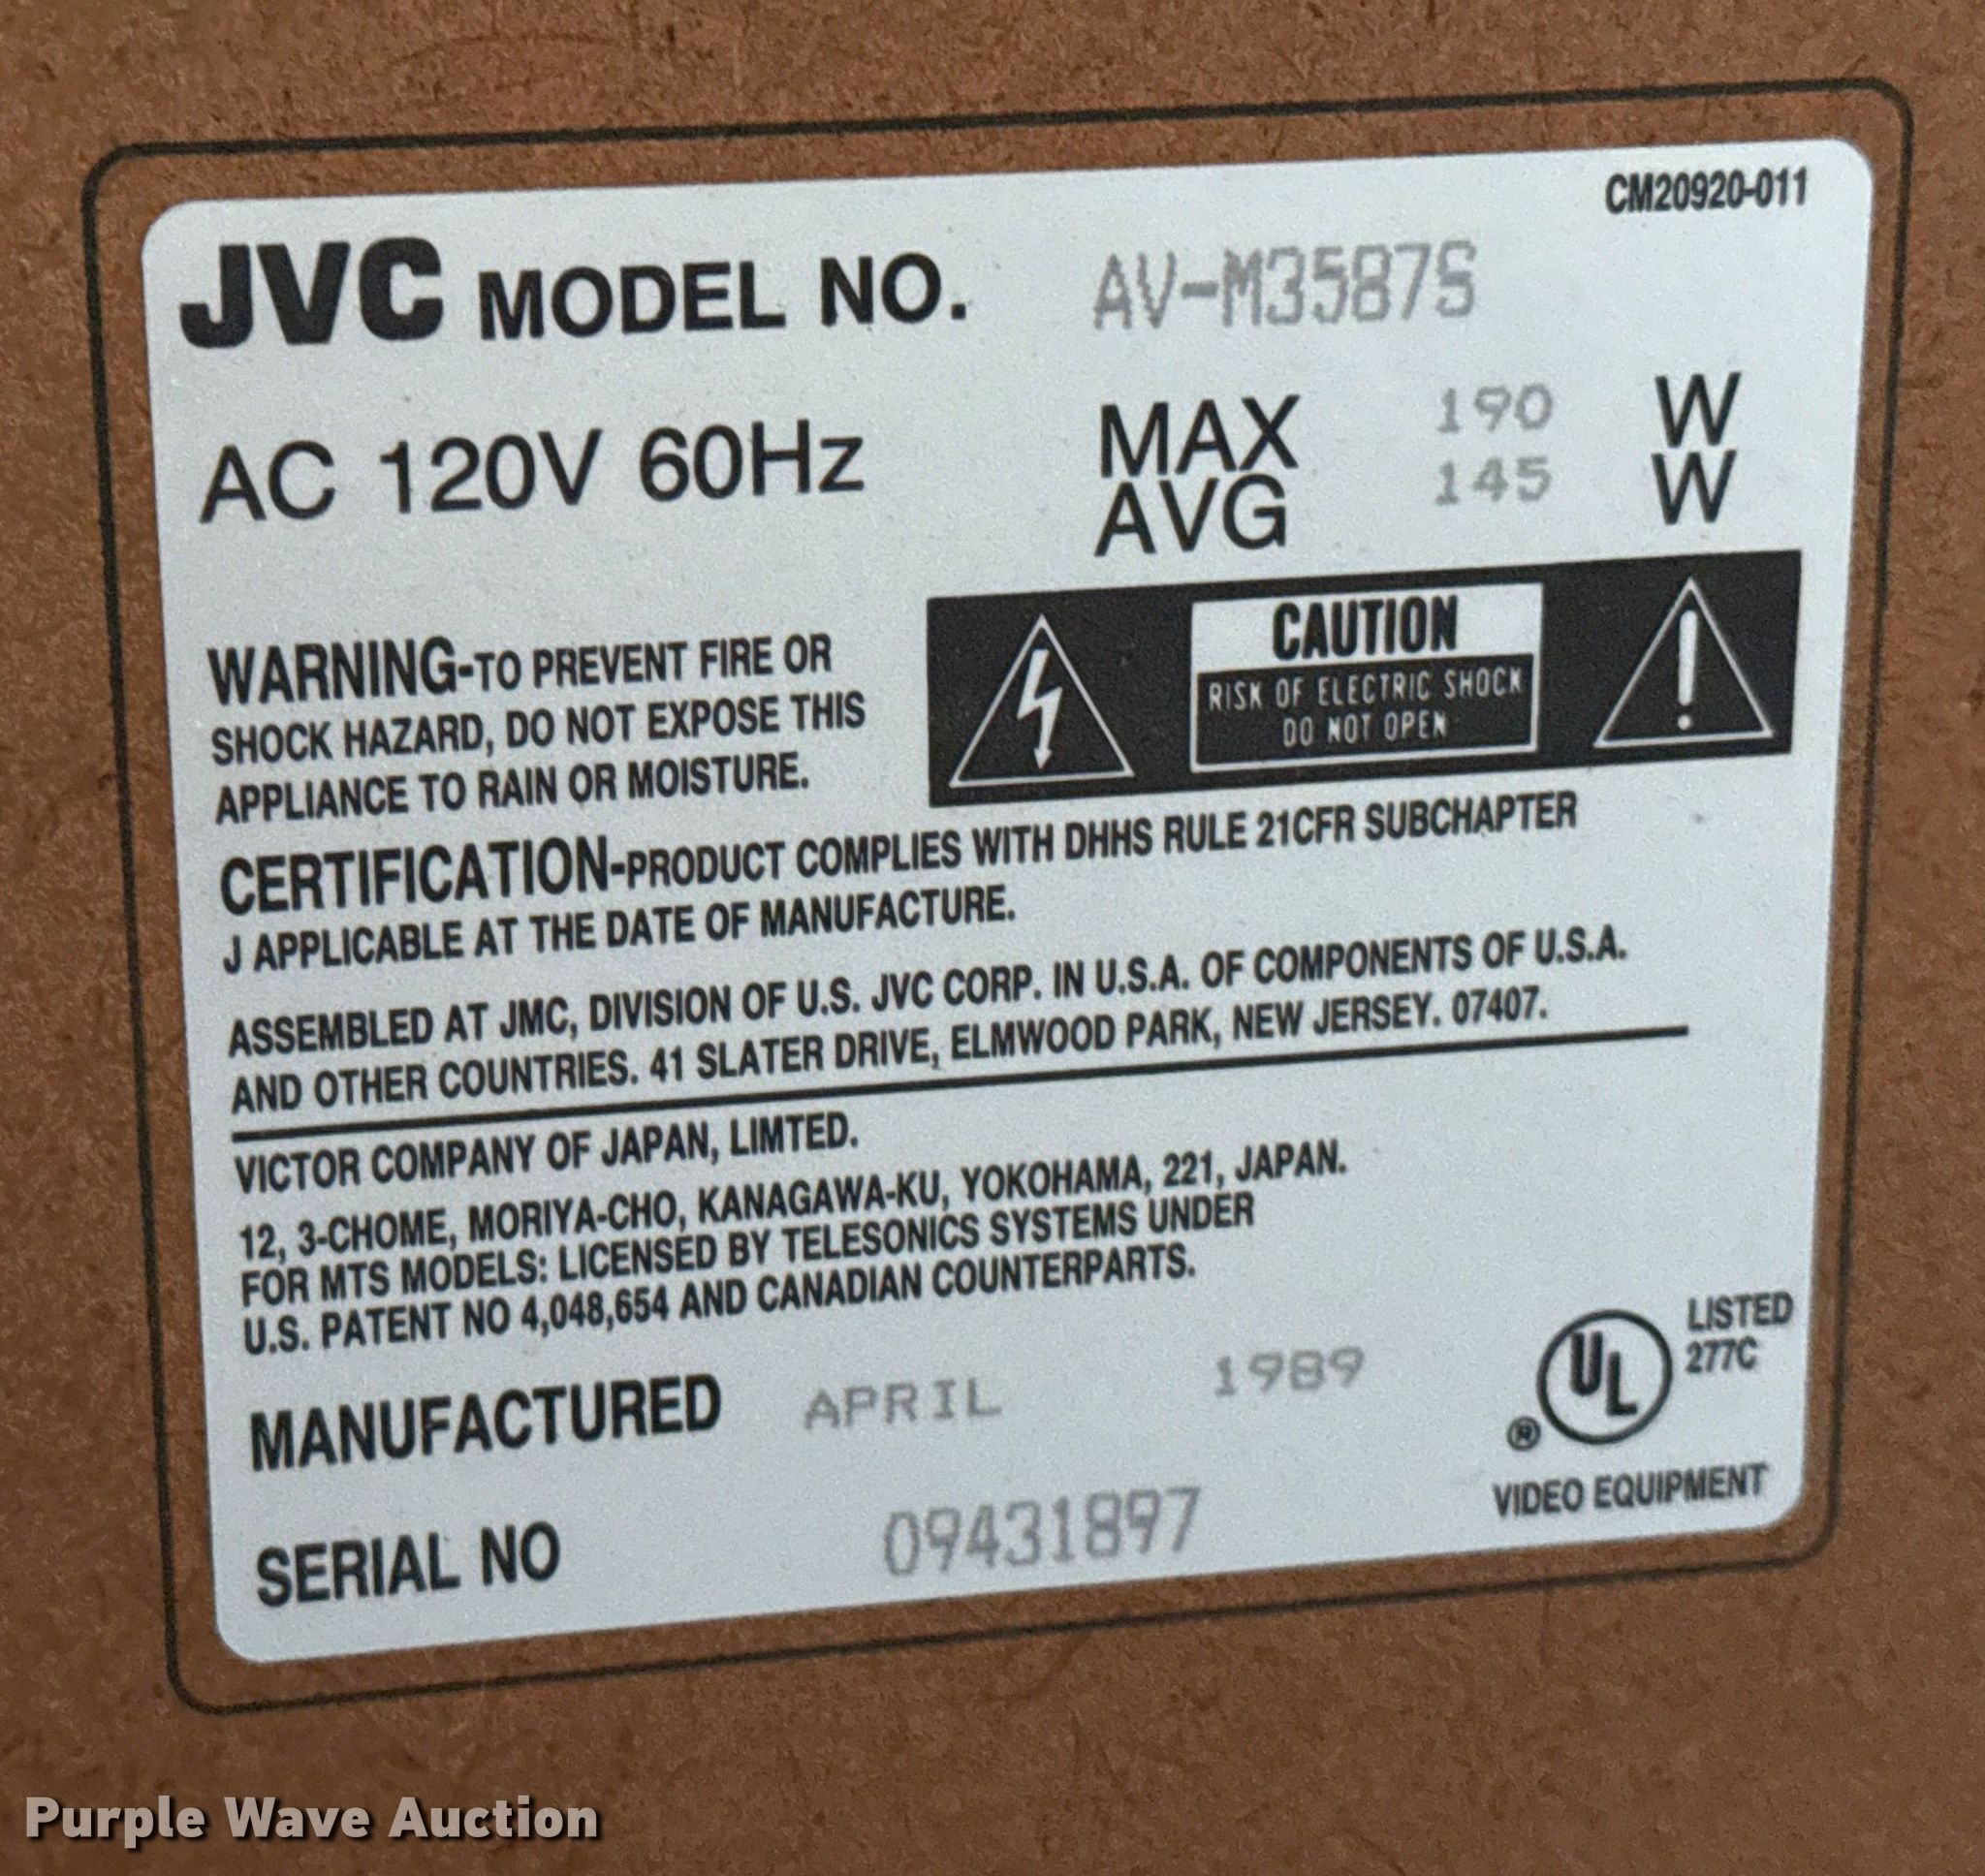 CM20920-011
JVC MODEL NO. AV-M3587S
AC 120V 60Hz MAX 190 W
AVG 145 W
WARNING-TO PREVENT FIRE OR
SHOCK HAZARD, DO NOT EXPOSE THIS
APPLIANCE TO RAIN OR MOISTURE.
CAUTION
RISK OF ELECTRIC SHOCK
DO NOT OPEN
CERTIFICATION-PRODUCT COMPLIES WITH DHHS RULE 21CFR SUBCHAPTER
J APPLICABLE AT THE DATE OF MANUFACTURE.
ASSEMBLED AT JMC, DIVISION OF U.S. JVC CORP. IN U.S.A. OF COMPONENTS OF U.S.A.
AND OTHER COUNTRIES. 41 SLATER DRIVE, ELMWOOD PARK, NEW JERSEY. 07407.
VICTOR COMPANY OF JAPAN, LIMTED.
12, 3-CHOME, MORIYA-CHO, KANAGAWA-KU, YOKOHAMA, 221, JAPAN.
FOR MTS MODELS: LICENSED BY TELESONICS SYSTEMS UNDER
U.S. PATENT NO 4,048,654 AND CANADIAN COUNTERPARTS.
MANUFACTURED APRIL 1989
UL ®
LISTED
277C
VIDEO EQUIPMENT
SERIAL NO 09431897
Purple Wave Auction